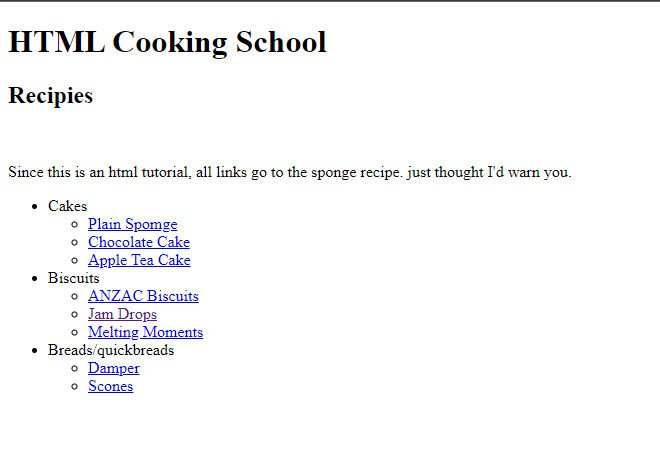 HTML Cooking School
Recipies
Since this is an html tutorial, all links go to the sponge recipe. just thought I'd warn you.
Cakes
Plain Spomge
Chocolate Cake
Apple Tea Cake
Biscuits
ANZAC Biscuits
Jam Drops
Melting Moments
Breads/quickbreads
Damper
Scones